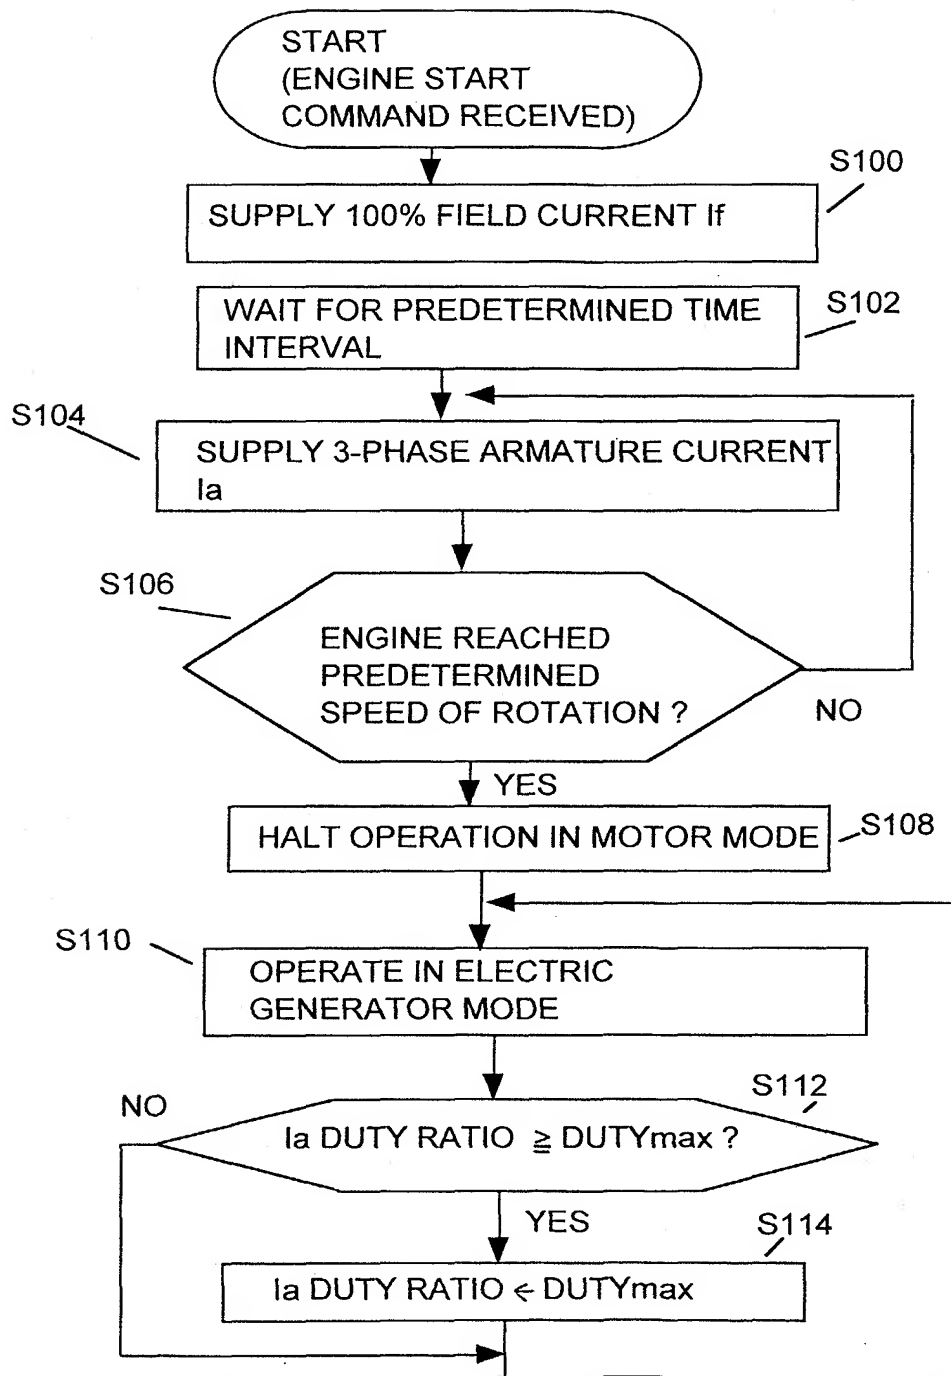 START
(ENGINE START
COMMAND RECEIVED)
S100
SUPPLY 100% FIELD CURRENT If
S102
WAIT FOR PREDETERMINED TIME
INTERVAL
S104
SUPPLY 3-PHASE ARMATURE CURRENT
Ia
S106
ENGINE REACHED
PREDETERMINED
SPEED OF ROTATION ?
NO
YES
HALT OPERATION IN MOTOR MODE
S108
S110
OPERATE IN ELECTRIC
GENERATOR MODE
S112
NO
Ia DUTY RATIO ≧ DUTYmax ?
YES
S114
Ia DUTY RATIO ← DUTYmax